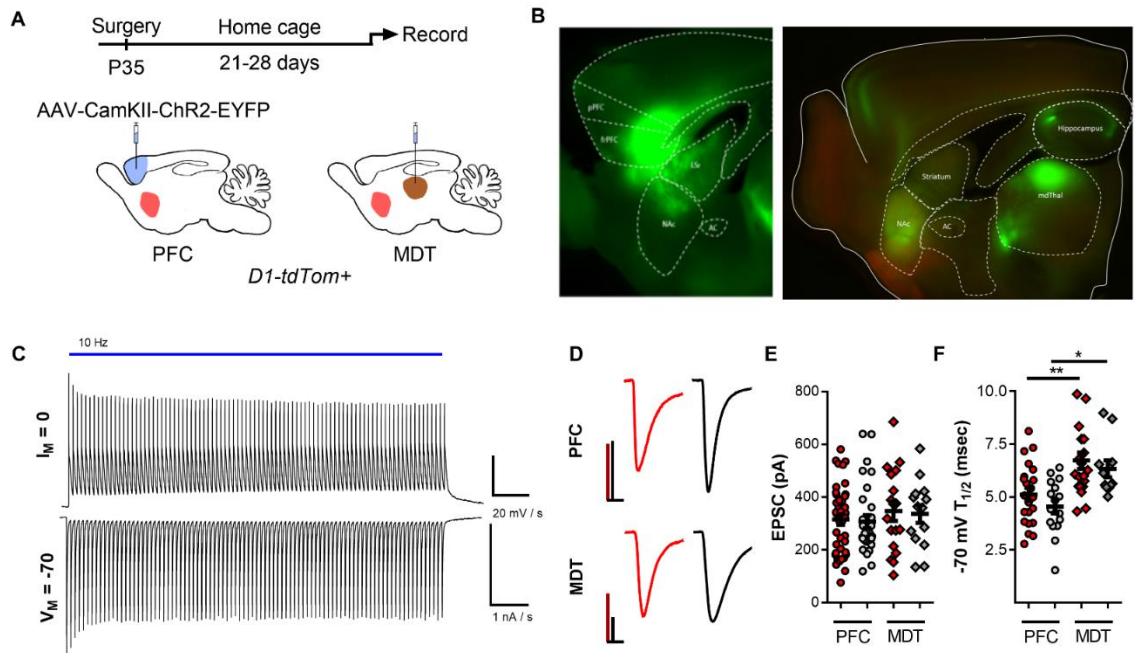 A
Surgery
Home cage
Record
P35
21-28 days
AAV-CamKII-ChR2-EYFP
PFC
MDT
D1-tdTom+
B
pPFC
LSr
NAc
AC
Hippocampus
Striatum
mdThal
NAc
AC
C
10 Hz
I_M = 0
20 mV / s
V_M = -70
1 nA / s
D
PFC
MDT
E
EPSC (pA)
800
600
400
200
0
PFC
MDT
F
**
*
-70 mV T_1/2 (msec)
10.0
7.5
5.0
2.5
PFC
MDT